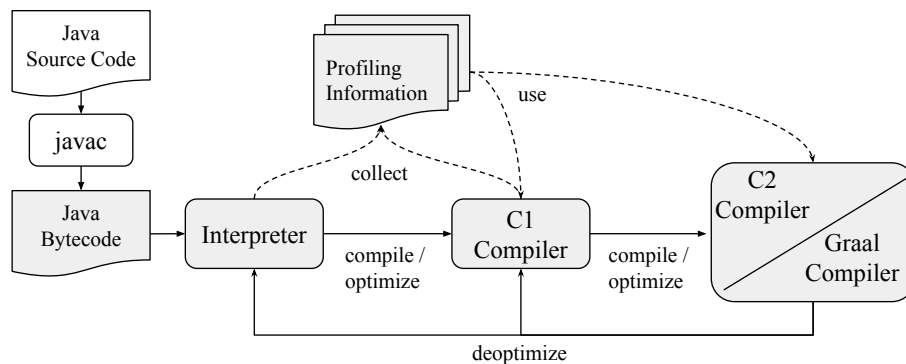 Java
Source Code
javac
Java
Bytecode
Profiling
Information
use
collect
Interpreter
compile /
optimize
C1
Compiler
compile /
optimize
C2
Compiler
Graal
Compiler
deoptimize